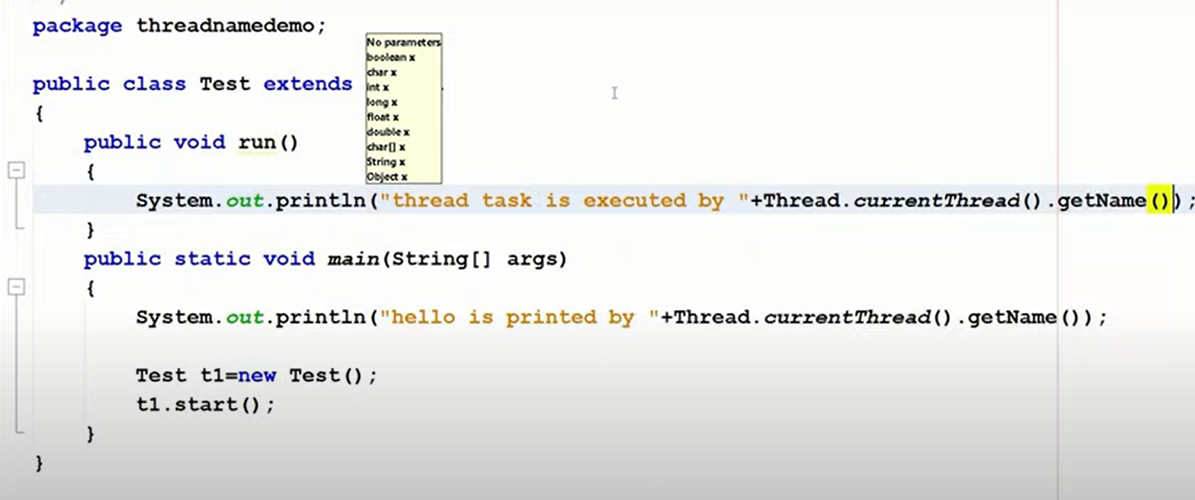 package threadnamedemo;
No parameters
boolean x
char x
int x
long x
float x
double x
char[] x
String x
Object x
public class Test extends
{
public void run()
{
System.out.println("thread task is executed by "+Thread.currentThread().getName());
}
public static void main(String[] args)
{
System.out.println("hello is printed by "+Thread.currentThread().getName());
Test t1=new Test();
t1.start();
}
}